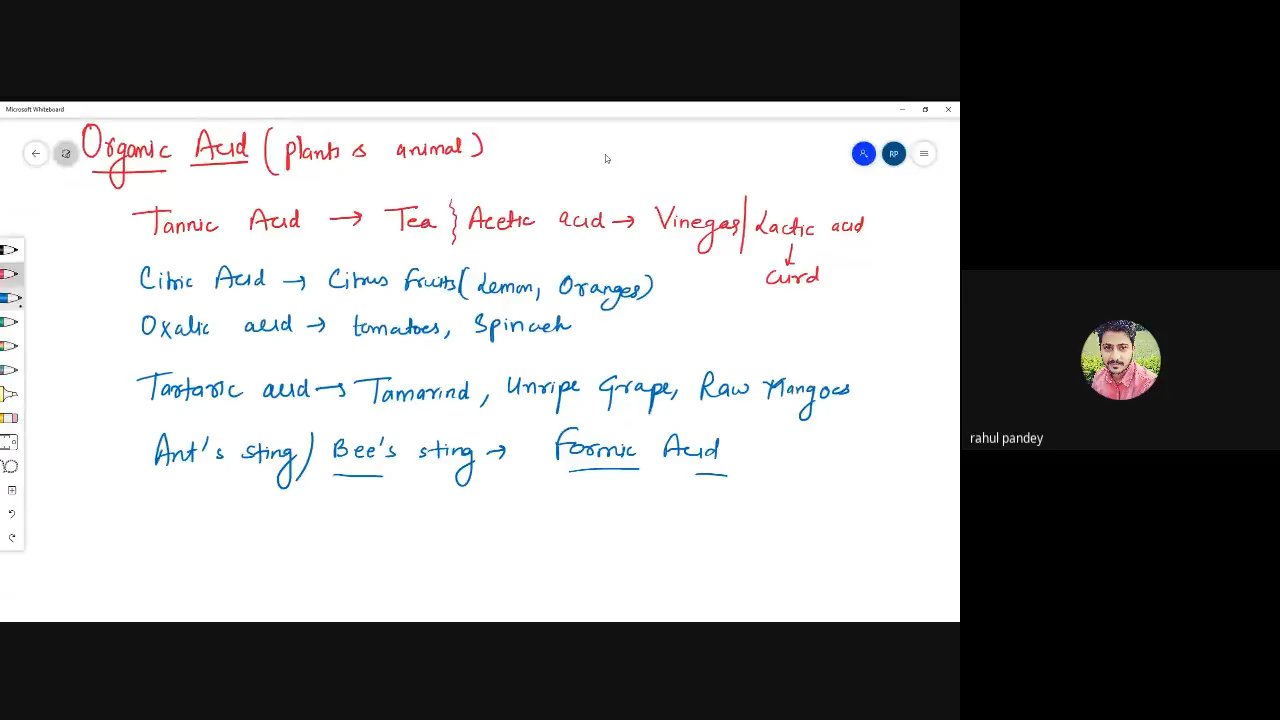 Microsoft Whiteboard
Organic Acid (plants & animal)
RP
Tannic Acid → Tea } Acetic acid → Vinegar | Lactic acid
↓
Curd
Citric Acid → Citrus fruits (Lemon, Oranges)
Oxalic acid → tomatoes, Spinach
Tartaric acid → Tamarind, Unripe Grape, Raw Mangoes
Ant's sting / Bee's sting → Formic Acid
rahul pandey